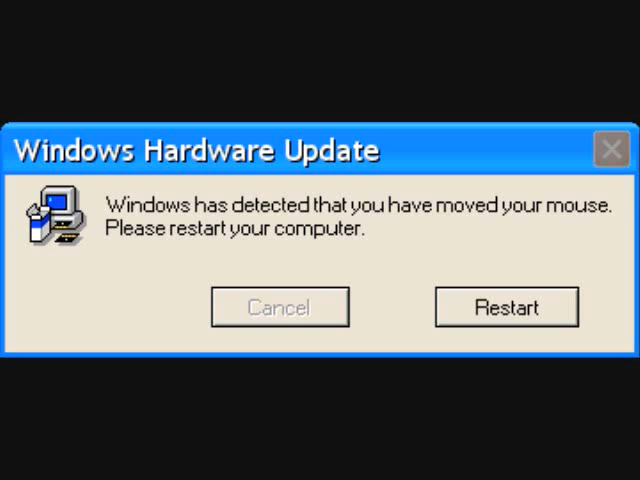 Windows Hardware Update
Windows has detected that you have moved your mouse.
Please restart your computer.
Cancel
Restart